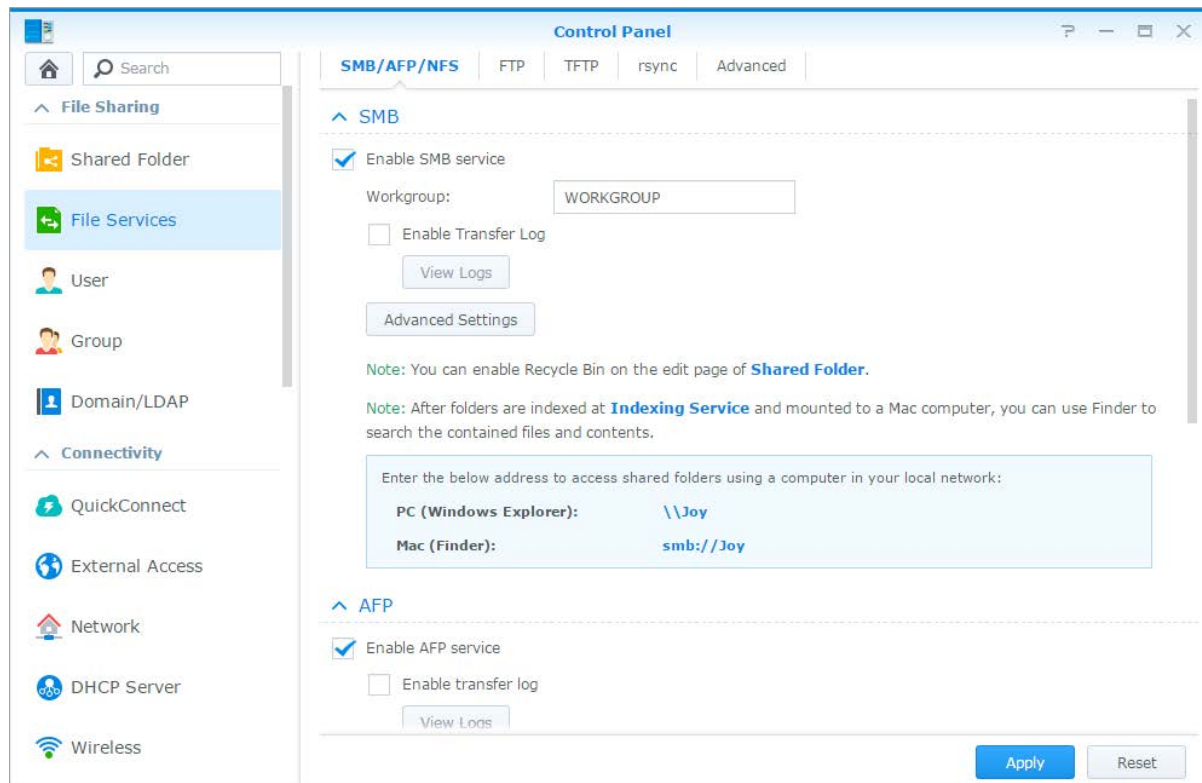 Control Panel
Search
SMB/AFP/NFS FTP TFTP rsync Advanced
File Sharing
Shared Folder
File Services
User
Group
Domain/LDAP
Connectivity
QuickConnect
External Access
Network
DHCP Server
Wireless
SMB
Enable SMB service
Workgroup: WORKGROUP
Enable Transfer Log
View Logs
Advanced Settings
Note: You can enable Recycle Bin on the edit page of Shared Folder.
Note: After folders are indexed at Indexing Service and mounted to a Mac computer, you can use Finder to
search the contained files and contents.
Enter the below address to access shared folders using a computer in your local network:
PC (Windows Explorer): \\Joy
Mac (Finder): smb://Joy
AFP
Enable AFP service
Enable transfer log
View Logs
Apply Reset